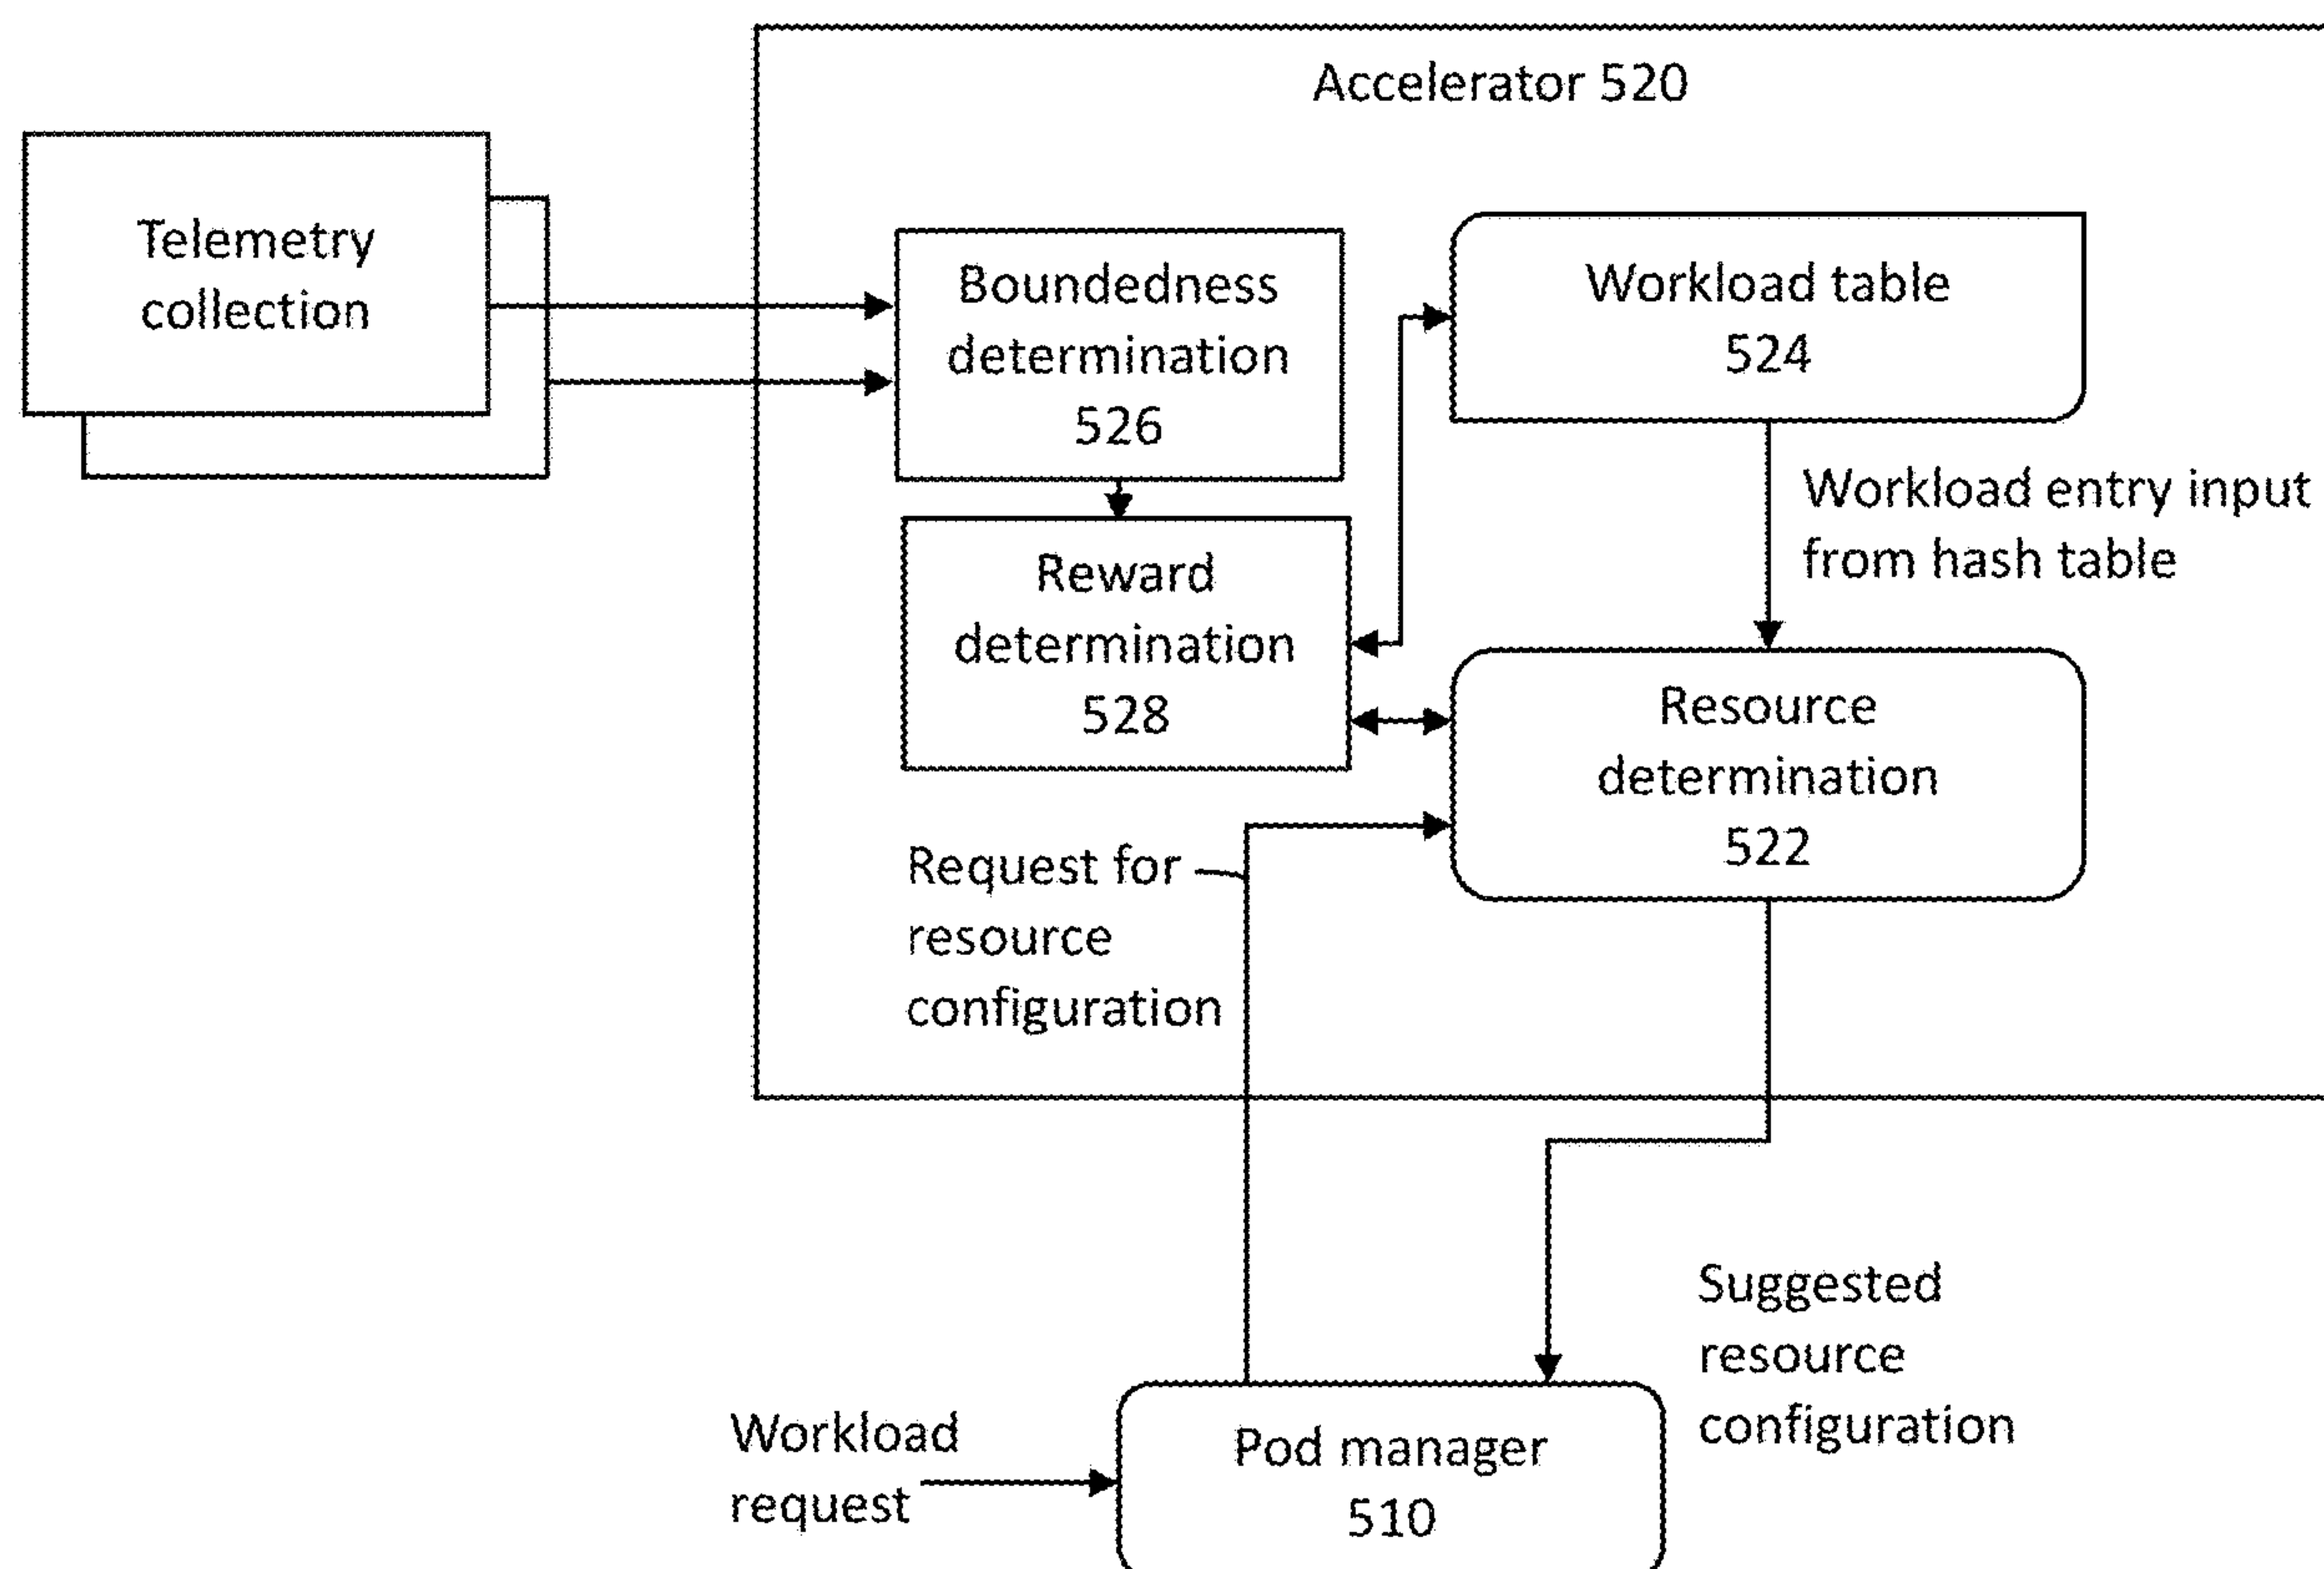 Accelerator 520
Telemetry
collection
Boundedness
determination
526
Workload table
524
Workload entry input
from hash table
Reward
determination
528
Resource
determination
522
Request for
resource
configuration
Suggested
resource
configuration
Workload
request
Pod manager
510